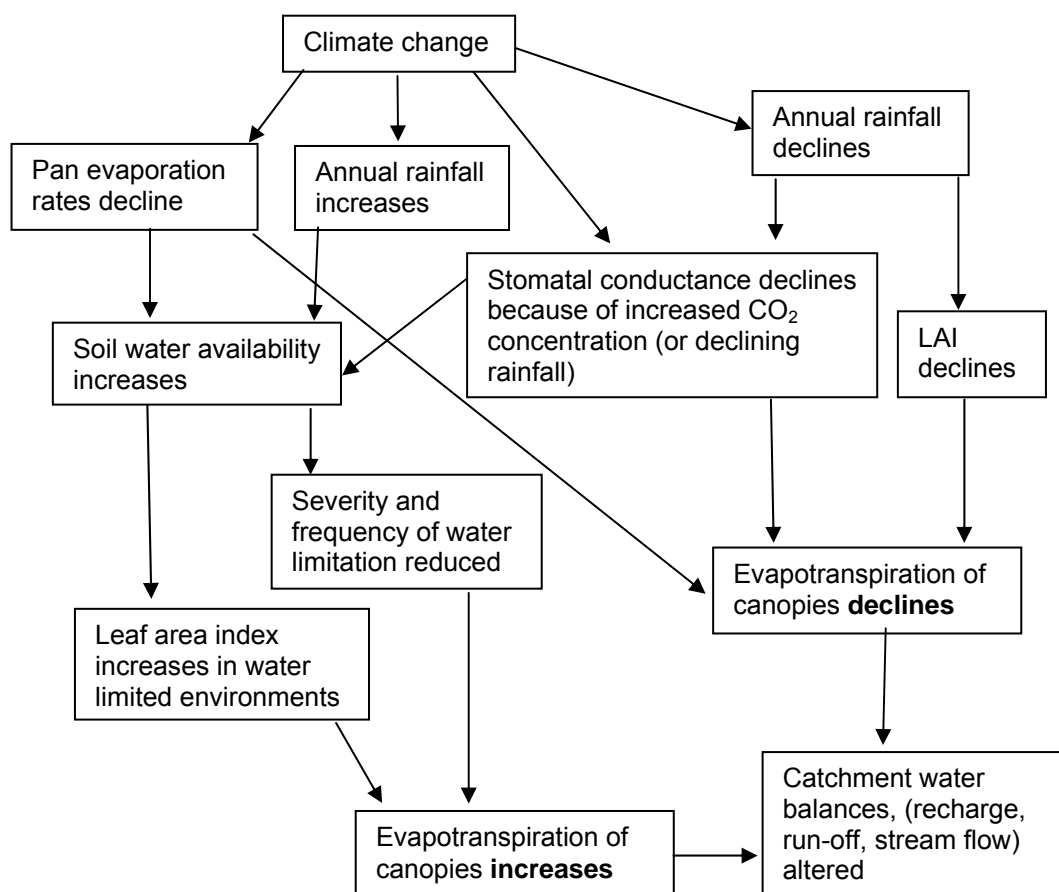 Climate change
Annual rainfall
declines
Pan evaporation
rates decline
Annual rainfall
increases
Stomatal conductance declines
because of increased CO₂
concentration (or declining
rainfall)
LAI
declines
Soil water availability
increases
Severity and
frequency of water
limitation reduced
Evapotranspiration of
canopies declines
Leaf area index
increases in water
limited environments
Catchment water
balances, (recharge,
run-off, stream flow)
altered
Evapotranspiration of
canopies increases